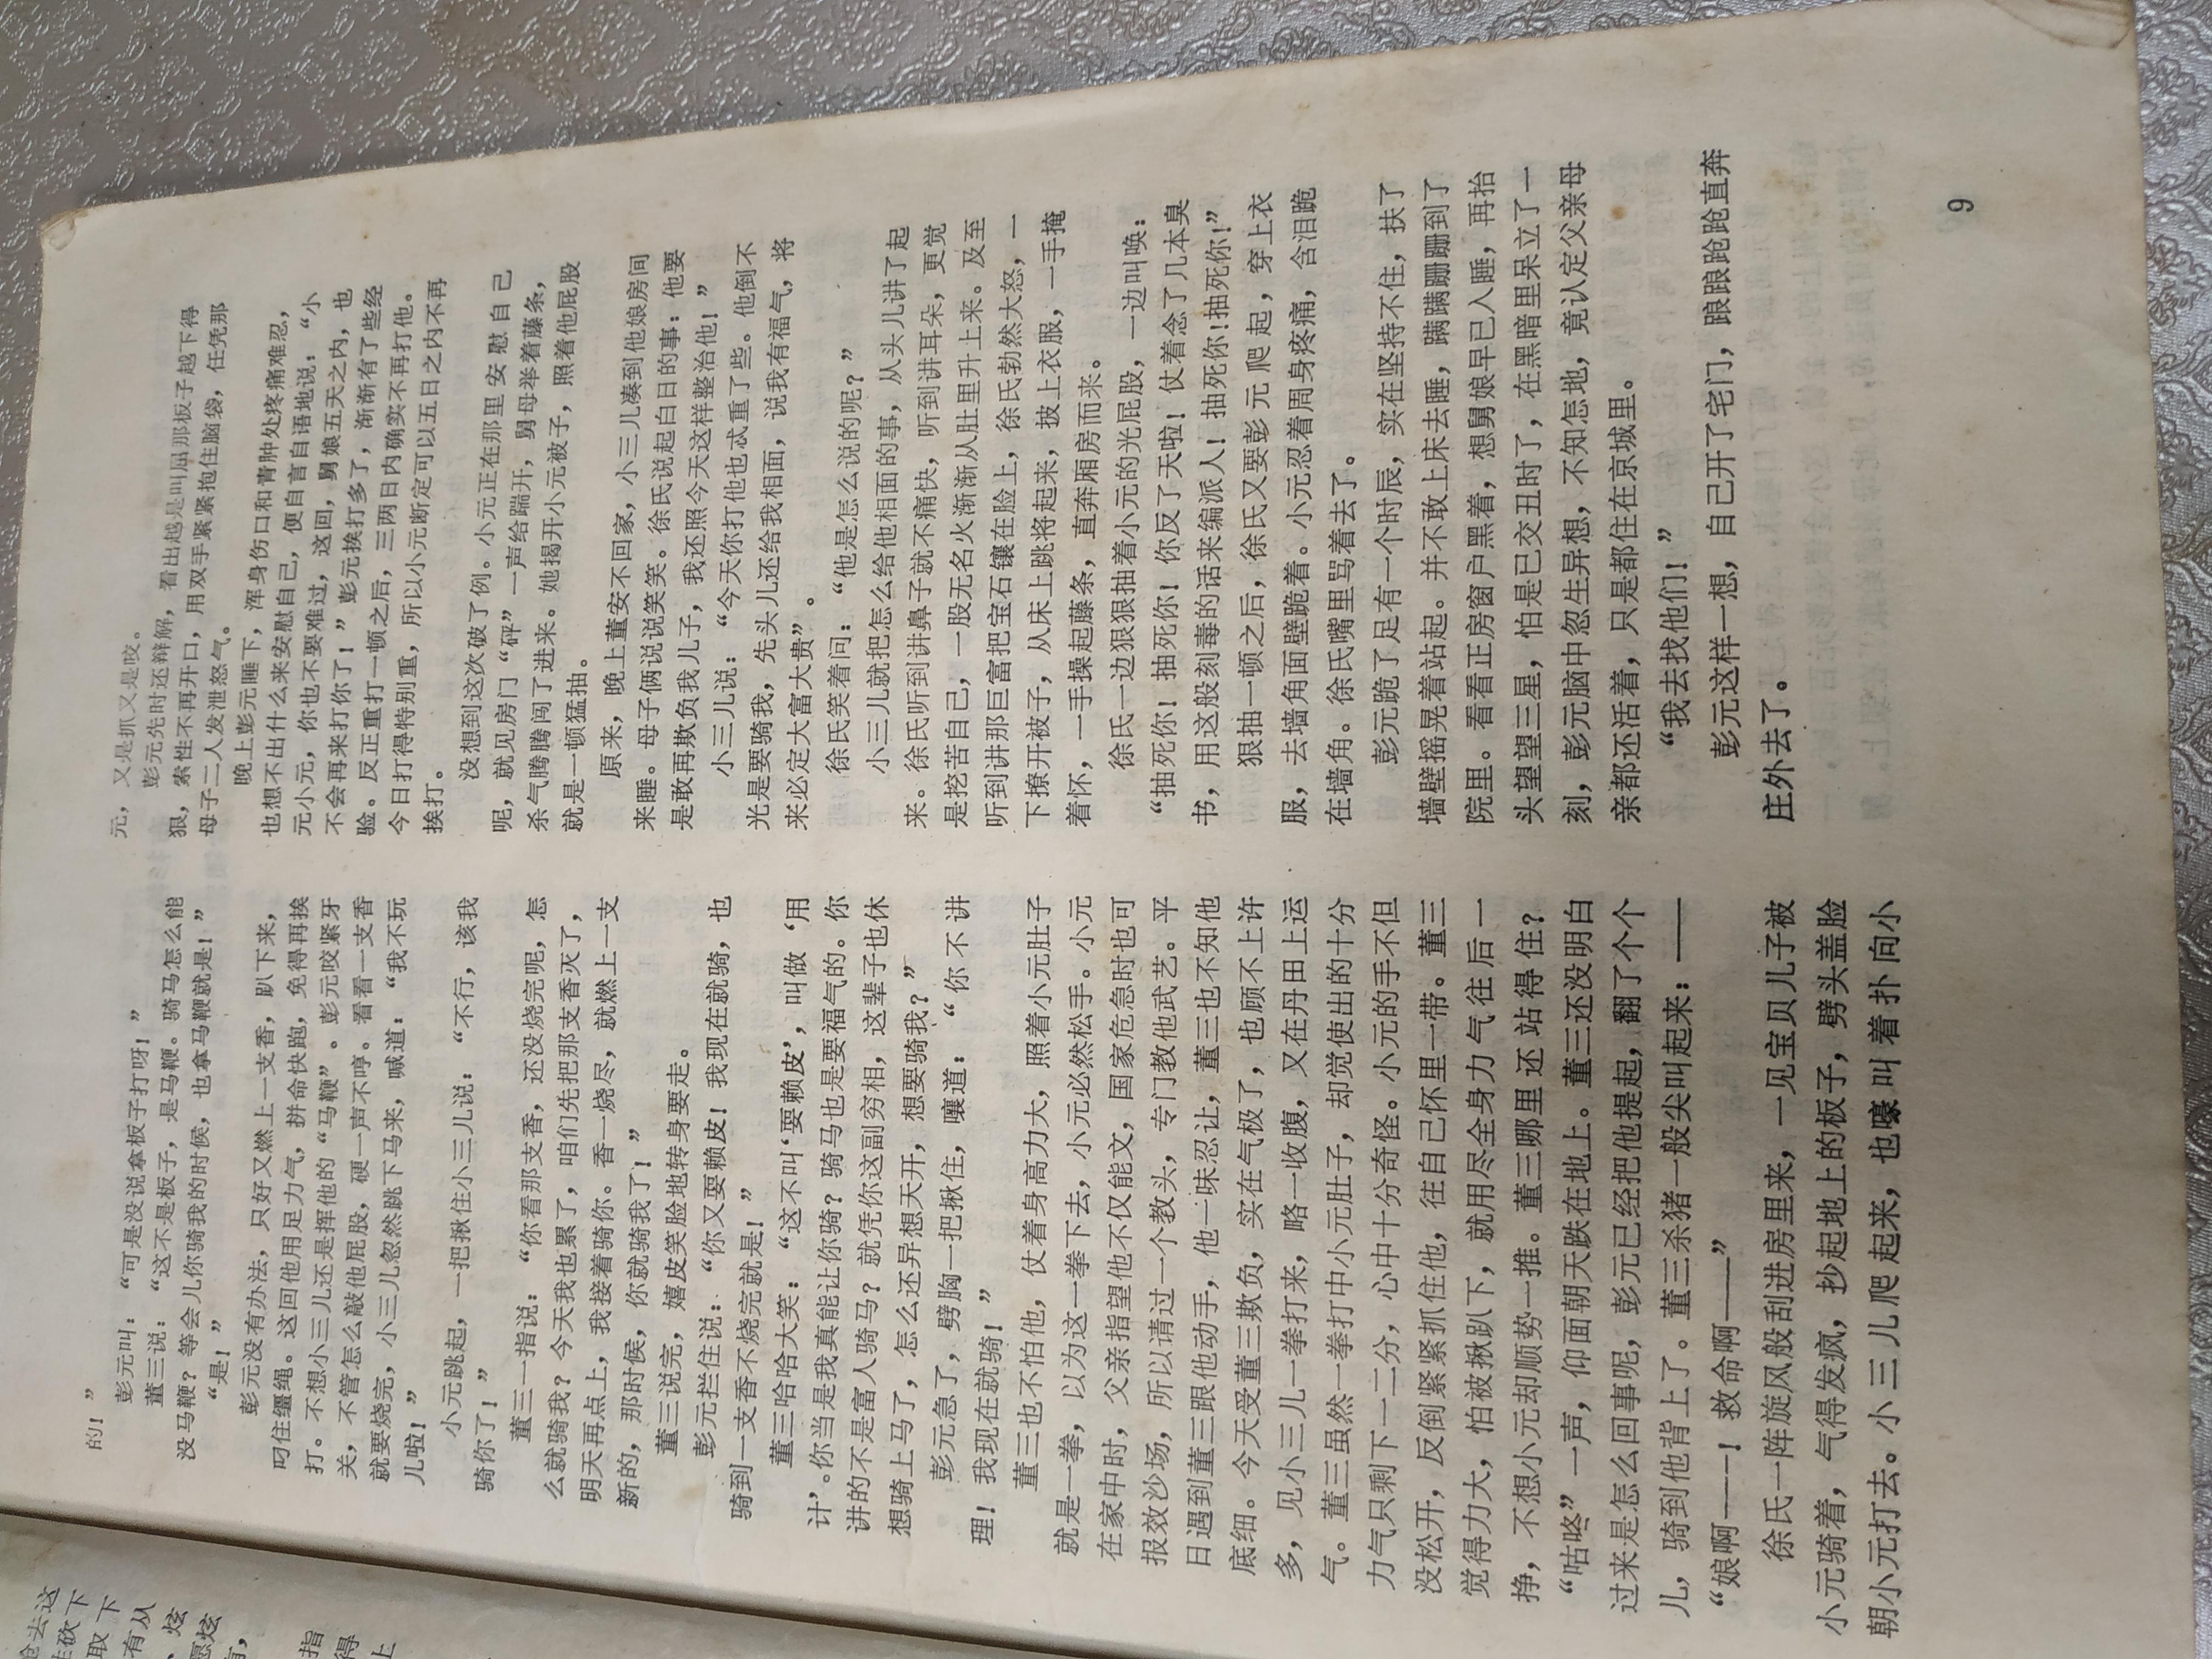 的！”
彭元叫：“可是没说拿板子打呀！”
董三说：“这不是板子，是马鞭。骑马怎么能
没马鞭？等会儿你骑我的时候，也拿马鞭就是！”
“是！”
彭元没有办法，只好又燃上一支香，趴下来，
叼住缰绳。这回他用足力气，拼命快跑，免得再挨
打。不想小三儿还是挥他的“马鞭”。彭元咬紧牙
关，不管怎么敲他屁股，硬一声不哼。看看一支香
就要烧完，小三儿忽然跳下马来，喊道：“我不玩
儿啦！”
小元跳起，一把揪住小三儿说：“不行，该我
骑你了！”
董三一指说：“你看那支香，还没烧完呢，怎
么就骑我？今天我也累了，咱们先把那支香灭了，
明天再点上，我接着骑你。香一烧尽，就燃上一支
新的，那时候，你就骑我了！”
董三说完，嬉皮笑脸地转身要走。
彭元拦住说：“你又要赖皮！我现在就骑，也
骑到一支香不烧完就是！”
董三哈哈大笑：“这不叫‘耍赖皮’，叫做‘用
计’。你当是我真能让你骑？骑马也是要福气的。你
讲的不是富人骑马？就凭你这副穷相，这辈子也休
想骑上马了，怎么还异想天开，想要骑我？”
彭元急了，劈胸一把揪住，嚷道：“你不讲
理！我现在就骑！”
董三也不怕他，仗着身高力大，照着小元肚子
就是一拳，以为这一拳下去，小元必然松手。小元
在家中时，父亲指望他不仅能文，国家危急时也可
报效沙场，所以请过一个教头，专门教他武艺。平
日遇到董三跟他动手，他一味忍让，董三也不知他
底细。今天受董三欺负，实在气极了，也顾不上许
多，见小三儿一拳打来，略一收腹，又在丹田上运
气。董三虽然一拳打中小元肚子，却觉使出的十分
力气只剩下一二分，心中十分奇怪。小元的手不但
没松开，反倒紧紧抓住他，往自己怀里一带。董三
觉得力大，怕被揪趴下，就用尽全身力气往后一
挣，不想小元却顺势一推。董三哪里还站得住？
“咕咚”一声，仰面朝天跌在地上。董三还没明白
过来是怎么回事呢，彭元已经把他提起，翻了个个
儿，骑到他背上了。董三杀猪一般尖叫起来：——
“娘啊——！救命啊——”
徐氏一阵旋风般刮进房里来，一见宝贝儿子被
小元骑着，气得发疯，抄起地上的板子，劈头盖脸
朝小元打去。小三儿爬起来，也嚎叫着扑向小
元，又是抓又是咬。
彭元先时还辩解，看出越是叫屈那板子越下得
狠，索性不再开口，用双手紧紧抱住脑袋，任凭那
母子二人发泄怒气。
晚上彭元睡下，浑身伤口和青肿处疼痛难忍，
也想不出什么来安慰自己，便自言自语地说：“小
元小元，你也不要难过，这回，舅娘五天之内，也
不会再来打你了！”彭元挨打多了，渐渐有了些经
验。反正重打一顿之后，三两日内确实不再打他。
今日打得特别重，所以小元断定可以五日之内不再
挨打。
没想到这次破了例。小元正在那里安慰自己
呢，就见房门“砰”一声给踹开，舅母举着藤条，
杀气腾腾闯了进来。她揭开小元被子，照着他屁股
就是一顿猛抽。
原来，晚上董安不回家，小三儿凑到他娘房间
来睡。母子俩说说笑笑。徐氏说起白日的事：他要
是敢再欺负我儿子，我还照今天这样整治他！”
小三儿说：“今天你打他也忒重了些。他倒不
光是要骑我，先头儿还给我相面，说我有福气，将
来必定大富大贵”。
徐氏笑着问：“他是怎么说的呢？”
小三儿就把怎么给他相面的事，从头儿讲了起
来。徐氏听到讲鼻子就不痛快，听到讲耳朵，更觉
是挖苦自己，一股无名火渐渐从肚里升上来。及至
听到讲那巨富把宝石镶在脸上，徐氏勃然大怒，一
下撩开被子，从床上跳将起来，披上衣服，一手掩
着怀，一手操起藤条，直奔厢房而来。
徐氏一边狠狠抽着小元的光屁股，一边叫唤：
“抽死你！抽死你！你反了天啦！仗着念了几本臭
书，用这般刻毒的话来编派人！抽死你！抽死你！”
狠抽一顿之后，徐氏又要彭元爬起，穿上衣
服，去墙角面壁跪着。小元忍着周身疼痛，含泪跪
在墙角。徐氏嘴里骂着去了。
彭元跪了足有一个时辰，实在坚持不住，扶了
墙壁摇晃着站起。并不敢上床去睡，蹒蹒跚跚到了
院里。看看正房窗户黑着，想舅娘早已入睡，再抬
头望望三星，怕是已交丑时了，在黑暗里呆立了一
刻，彭元脑中忽生异想，不知怎地，竟认定父亲母
亲都还活着，只是都住在京城里。
“我去找他们！”
彭元这样一想，自己开了宅门，踉踉跄跄直奔
庄外去了。
9